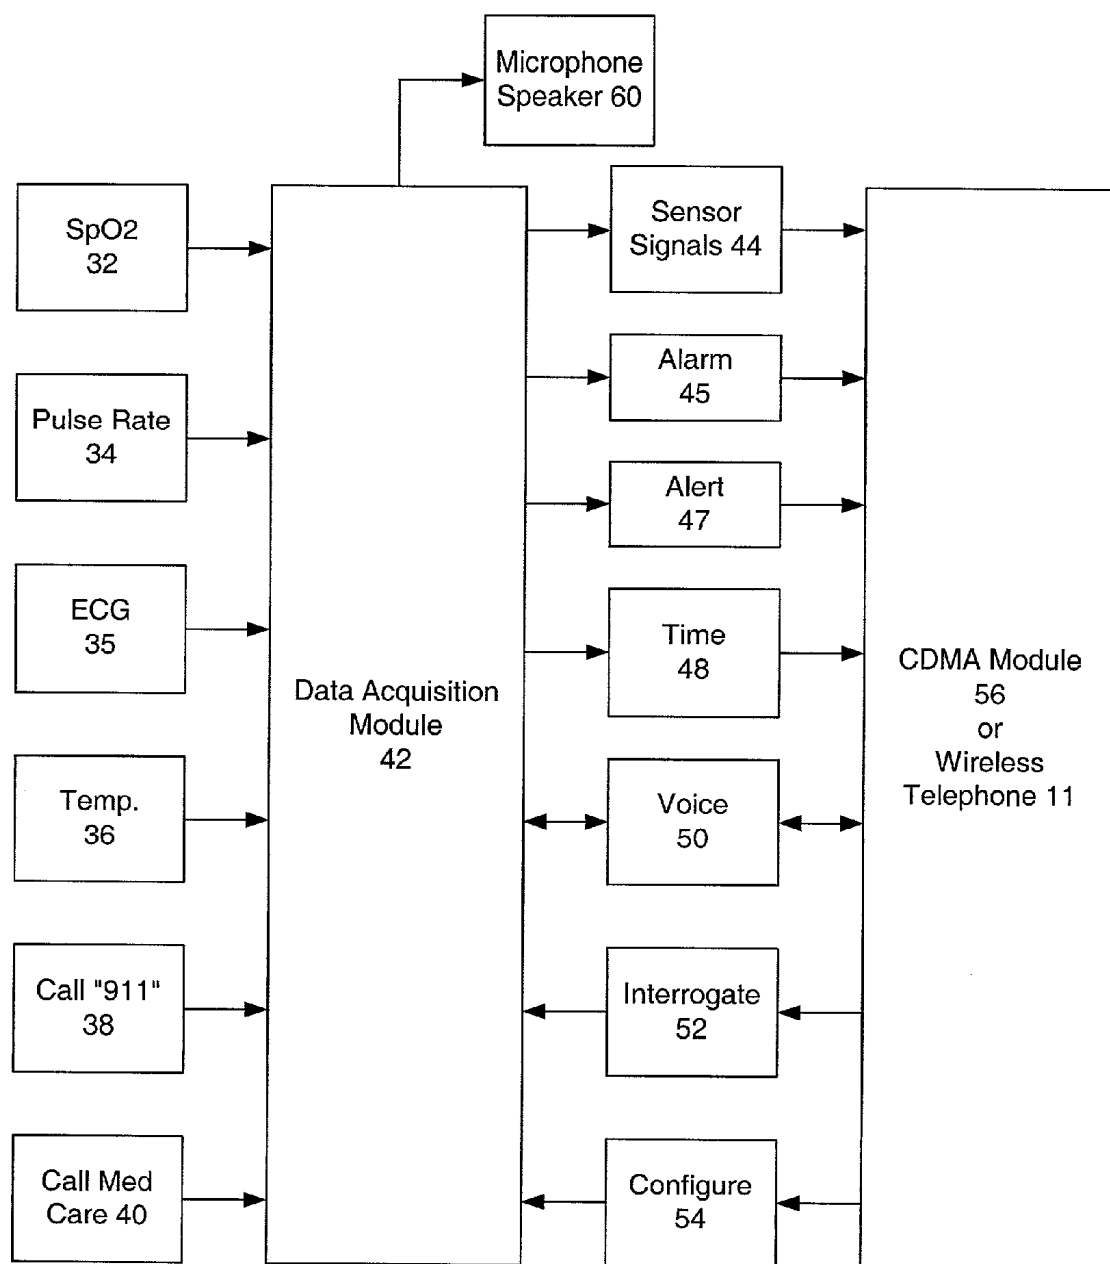 Microphone
Speaker 60
SpO2
32
Pulse Rate
34
ECG
35
Temp.
36
Call "911"
38
Call Med
Care 40
Data Acquisition
Module
42
Sensor
Signals 44
Alarm
45
Alert
47
Time
48
Voice
50
Interrogate
52
Configure
54
CDMA Module
56
or
Wireless
Telephone 11